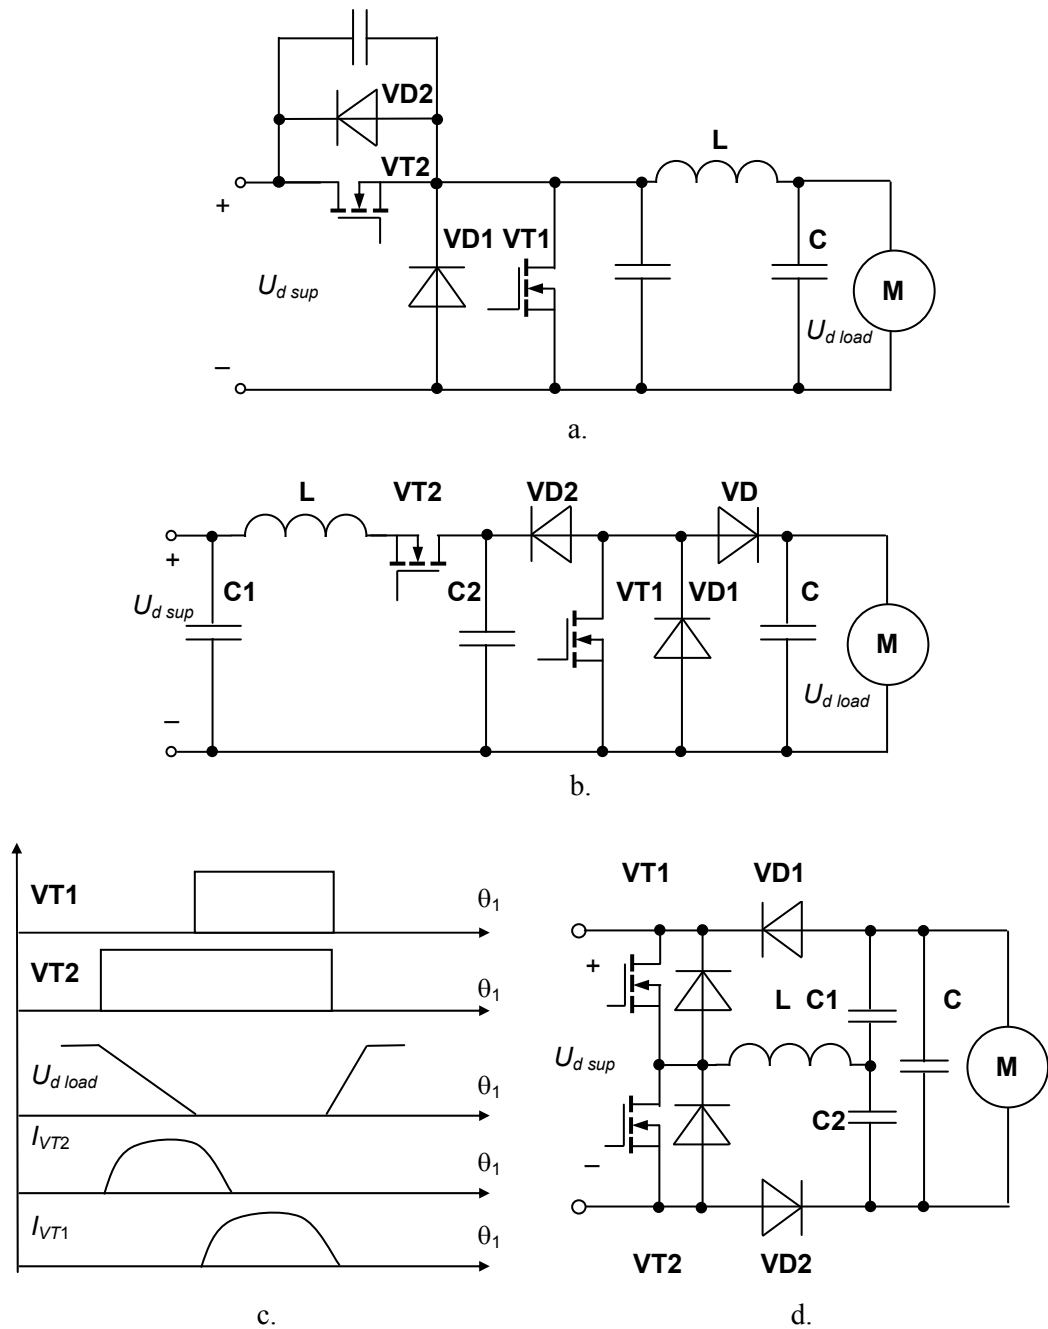 VD2
VT2
L
+
VD1 VT1
C
U_d sup
M
U_d load
–
a.
L VT2 VD2 VD
+
U_d sup
C1 C2 VT1 VD1 C
M
U_d load
–
b.
VT1 θ1
VT2 θ1
U_d load θ1
I_VT2 θ1
I_VT1 θ1
c.
VT1 VD1
+
L C1 C
U_d sup
M
C2
–
VT2 VD2
d.